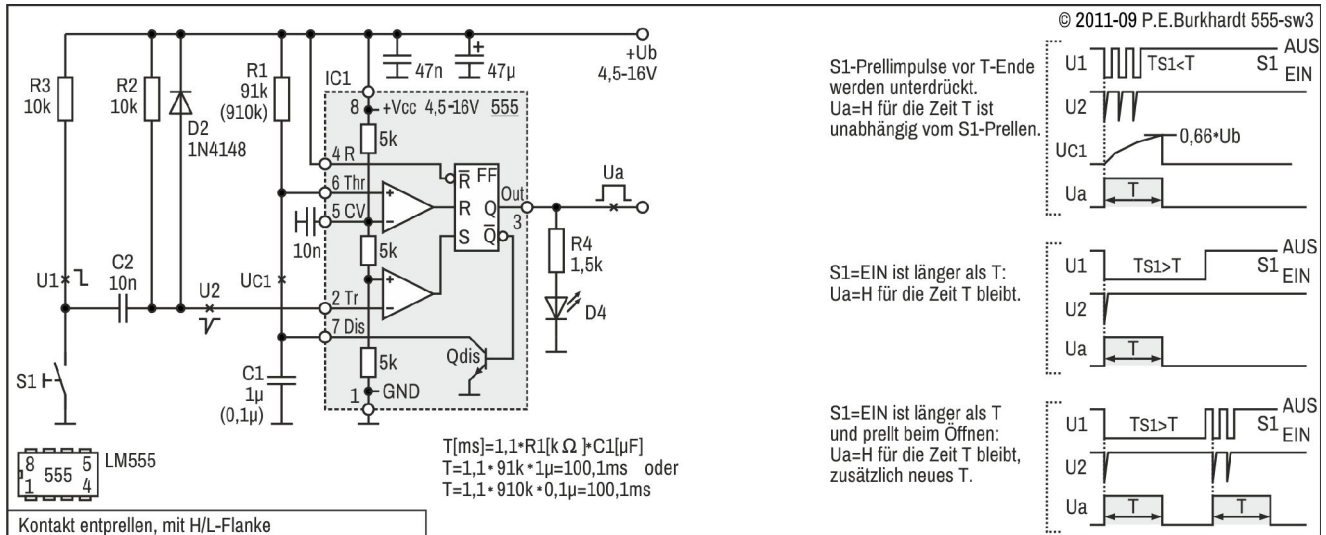 © 2011-09 P.E.Burkhardt 555-sw3
+Ub
4,5-16V
R3
10k
R2
10k
D2
1N4148
R1
91k
(910k)
47n
+
47µ
IC1
8
+Vcc 4,5-16V 555
5k
4 R
6 Thr
5 CV
10n
5k
2 Tr
7 Dis
5k
1
GND
+
−
+
−
R FF
R Q
S Q
Out
3
Qdis
Ua
R4
1,5k
D4
U1
C2
10n
U2
UC1
C1
1µ
(0,1µ)
S1
8 5
555
1 4
LM555
T[ms]=1,1*R1[kΩ]*C1[µF]
T=1,1*91k*1µ=100,1ms oder
T=1,1*910k*0,1µ=100,1ms
Kontakt entprellen, mit H/L-Flanke
S1-Prellimpulse vor T-Ende
werden unterdrückt.
Ua=H für die Zeit T ist
unabhängig vom S1-Prellen.
U1 TS1<T S1 AUS
EIN
U2
UC1 0,66*Ub
Ua T
S1=EIN ist länger als T:
Ua=H für die Zeit T bleibt.
U1 TS1>T S1 AUS
EIN
U2
Ua T
S1=EIN ist länger als T
und prellt beim Öffnen:
Ua=H für die Zeit T bleibt,
zusätzlich neues T.
U1 TS1>T S1 AUS
EIN
U2
Ua T T